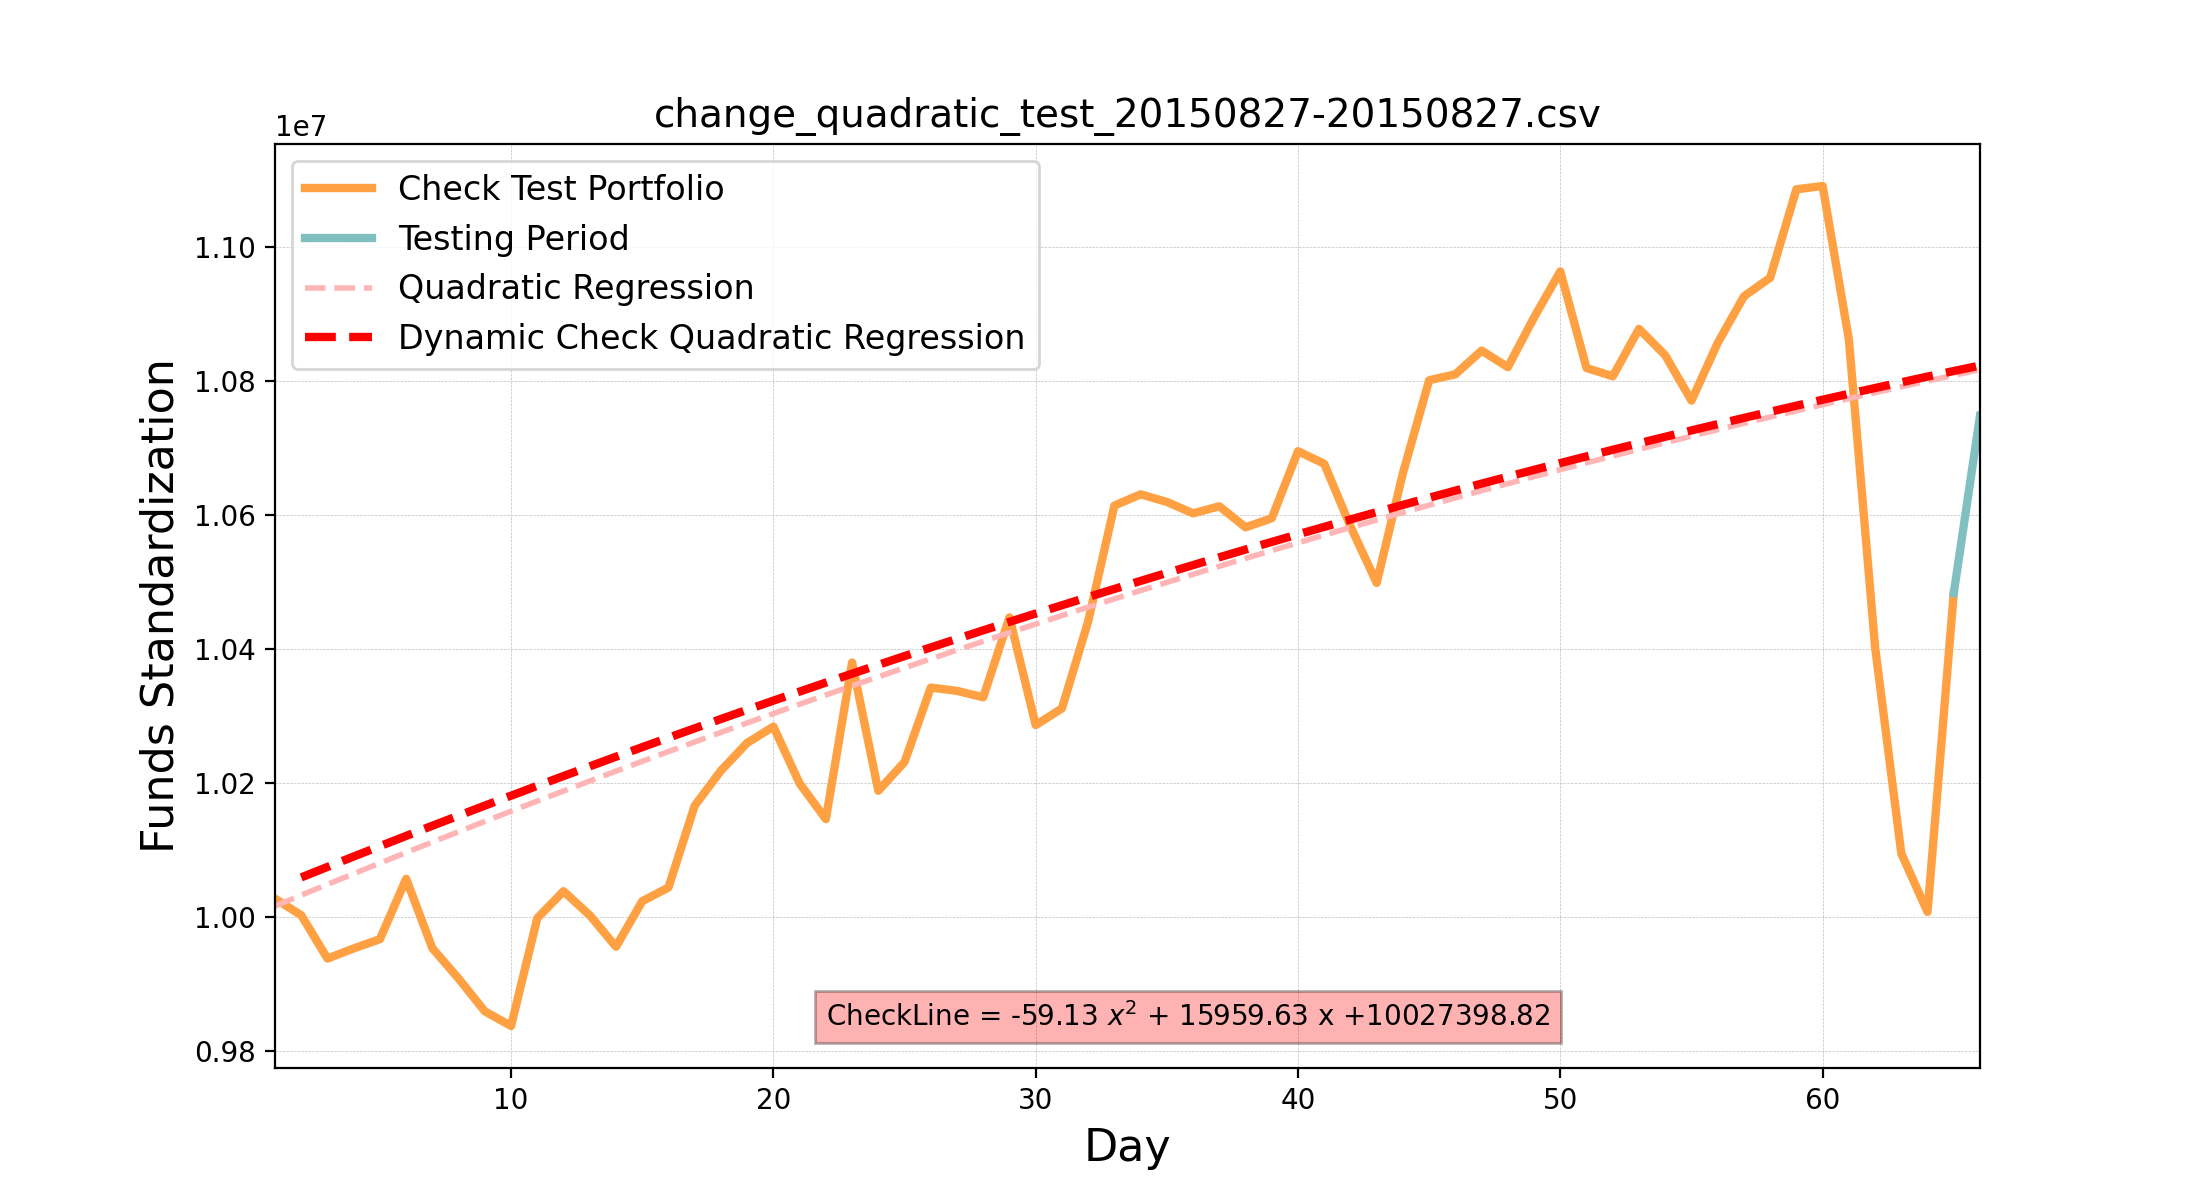 change_quadratic_test_20150827-20150827.csv
1e7
Check Test Portfolio
Testing Period
Quadratic Regression
Dynamic Check Quadratic Regression
1.10
1.08
1.06
1.04
1.02
1.00
0.98
Funds Standardization
CheckLine = -59.13 x² + 15959.63 x +10027398.82
10 20 30 40 50 60
Day